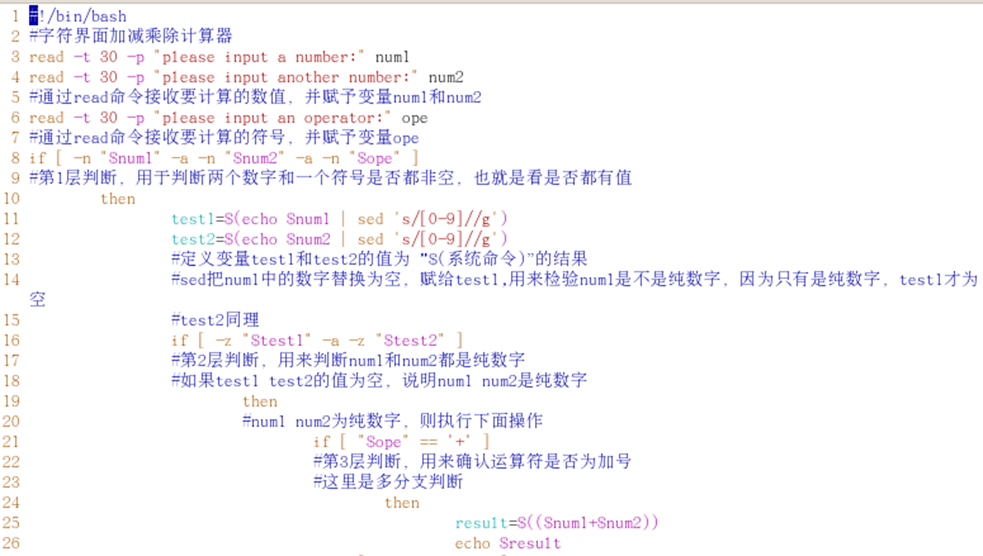 1 #!/bin/bash
2 #字符界面加减乘除计算器
3 read -t 30 -p "please input a number:" num1
4 read -t 30 -p "please input another number:" num2
5 #通过read命令接收要计算的数值，并赋予变量num1和num2
6 read -t 30 -p "please input an operator:" ope
7 #通过read命令接收要计算的符号，并赋予变量ope
8 if [ -n "$num1" -a -n "$num2" -a -n "$ope" ]
9 #第1层判断，用于判断两个数字和一个符号是否都非空，也就是看是否都有值
10 then
11 test1=$(echo $num1 | sed 's/[0-9]//g')
12 test2=$(echo $num2 | sed 's/[0-9]//g')
13 #定义变量test1和test2的值为 “$(系统命令)”的结果
14 #sed把num1中的数字替换为空，赋给test1,用来检验num1是不是纯数字，因为只有是纯数字，test1才为
空
15 #test2同理
16 if [ -z "$test1" -a -z "$test2" ]
17 #第2层判断，用来判断num1和num2都是纯数字
18 #如果test1 test2的值为空，说明num1 num2是纯数字
19 then
20 #num1 num2为纯数字，则执行下面操作
21 if [ "$ope" == '+' ]
22 #第3层判断，用来确认运算符是否为加号
23 #这里是多分支判断
24 then
25 result=$(($num1+$num2))
26 echo $result